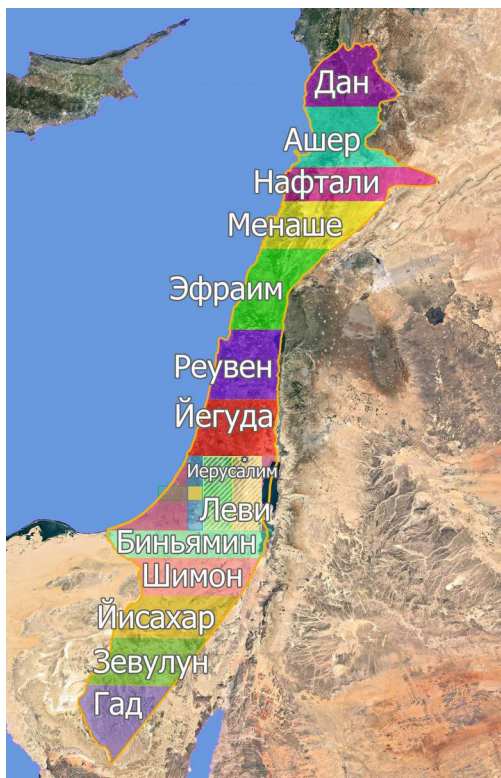 Дан
Ашер
Нафтали
Менаше
Эфраим
Реувен
Йегуда
Иерусалим
Леви
Биньямин
Шимон
Йисахар
Зевулун
Гад